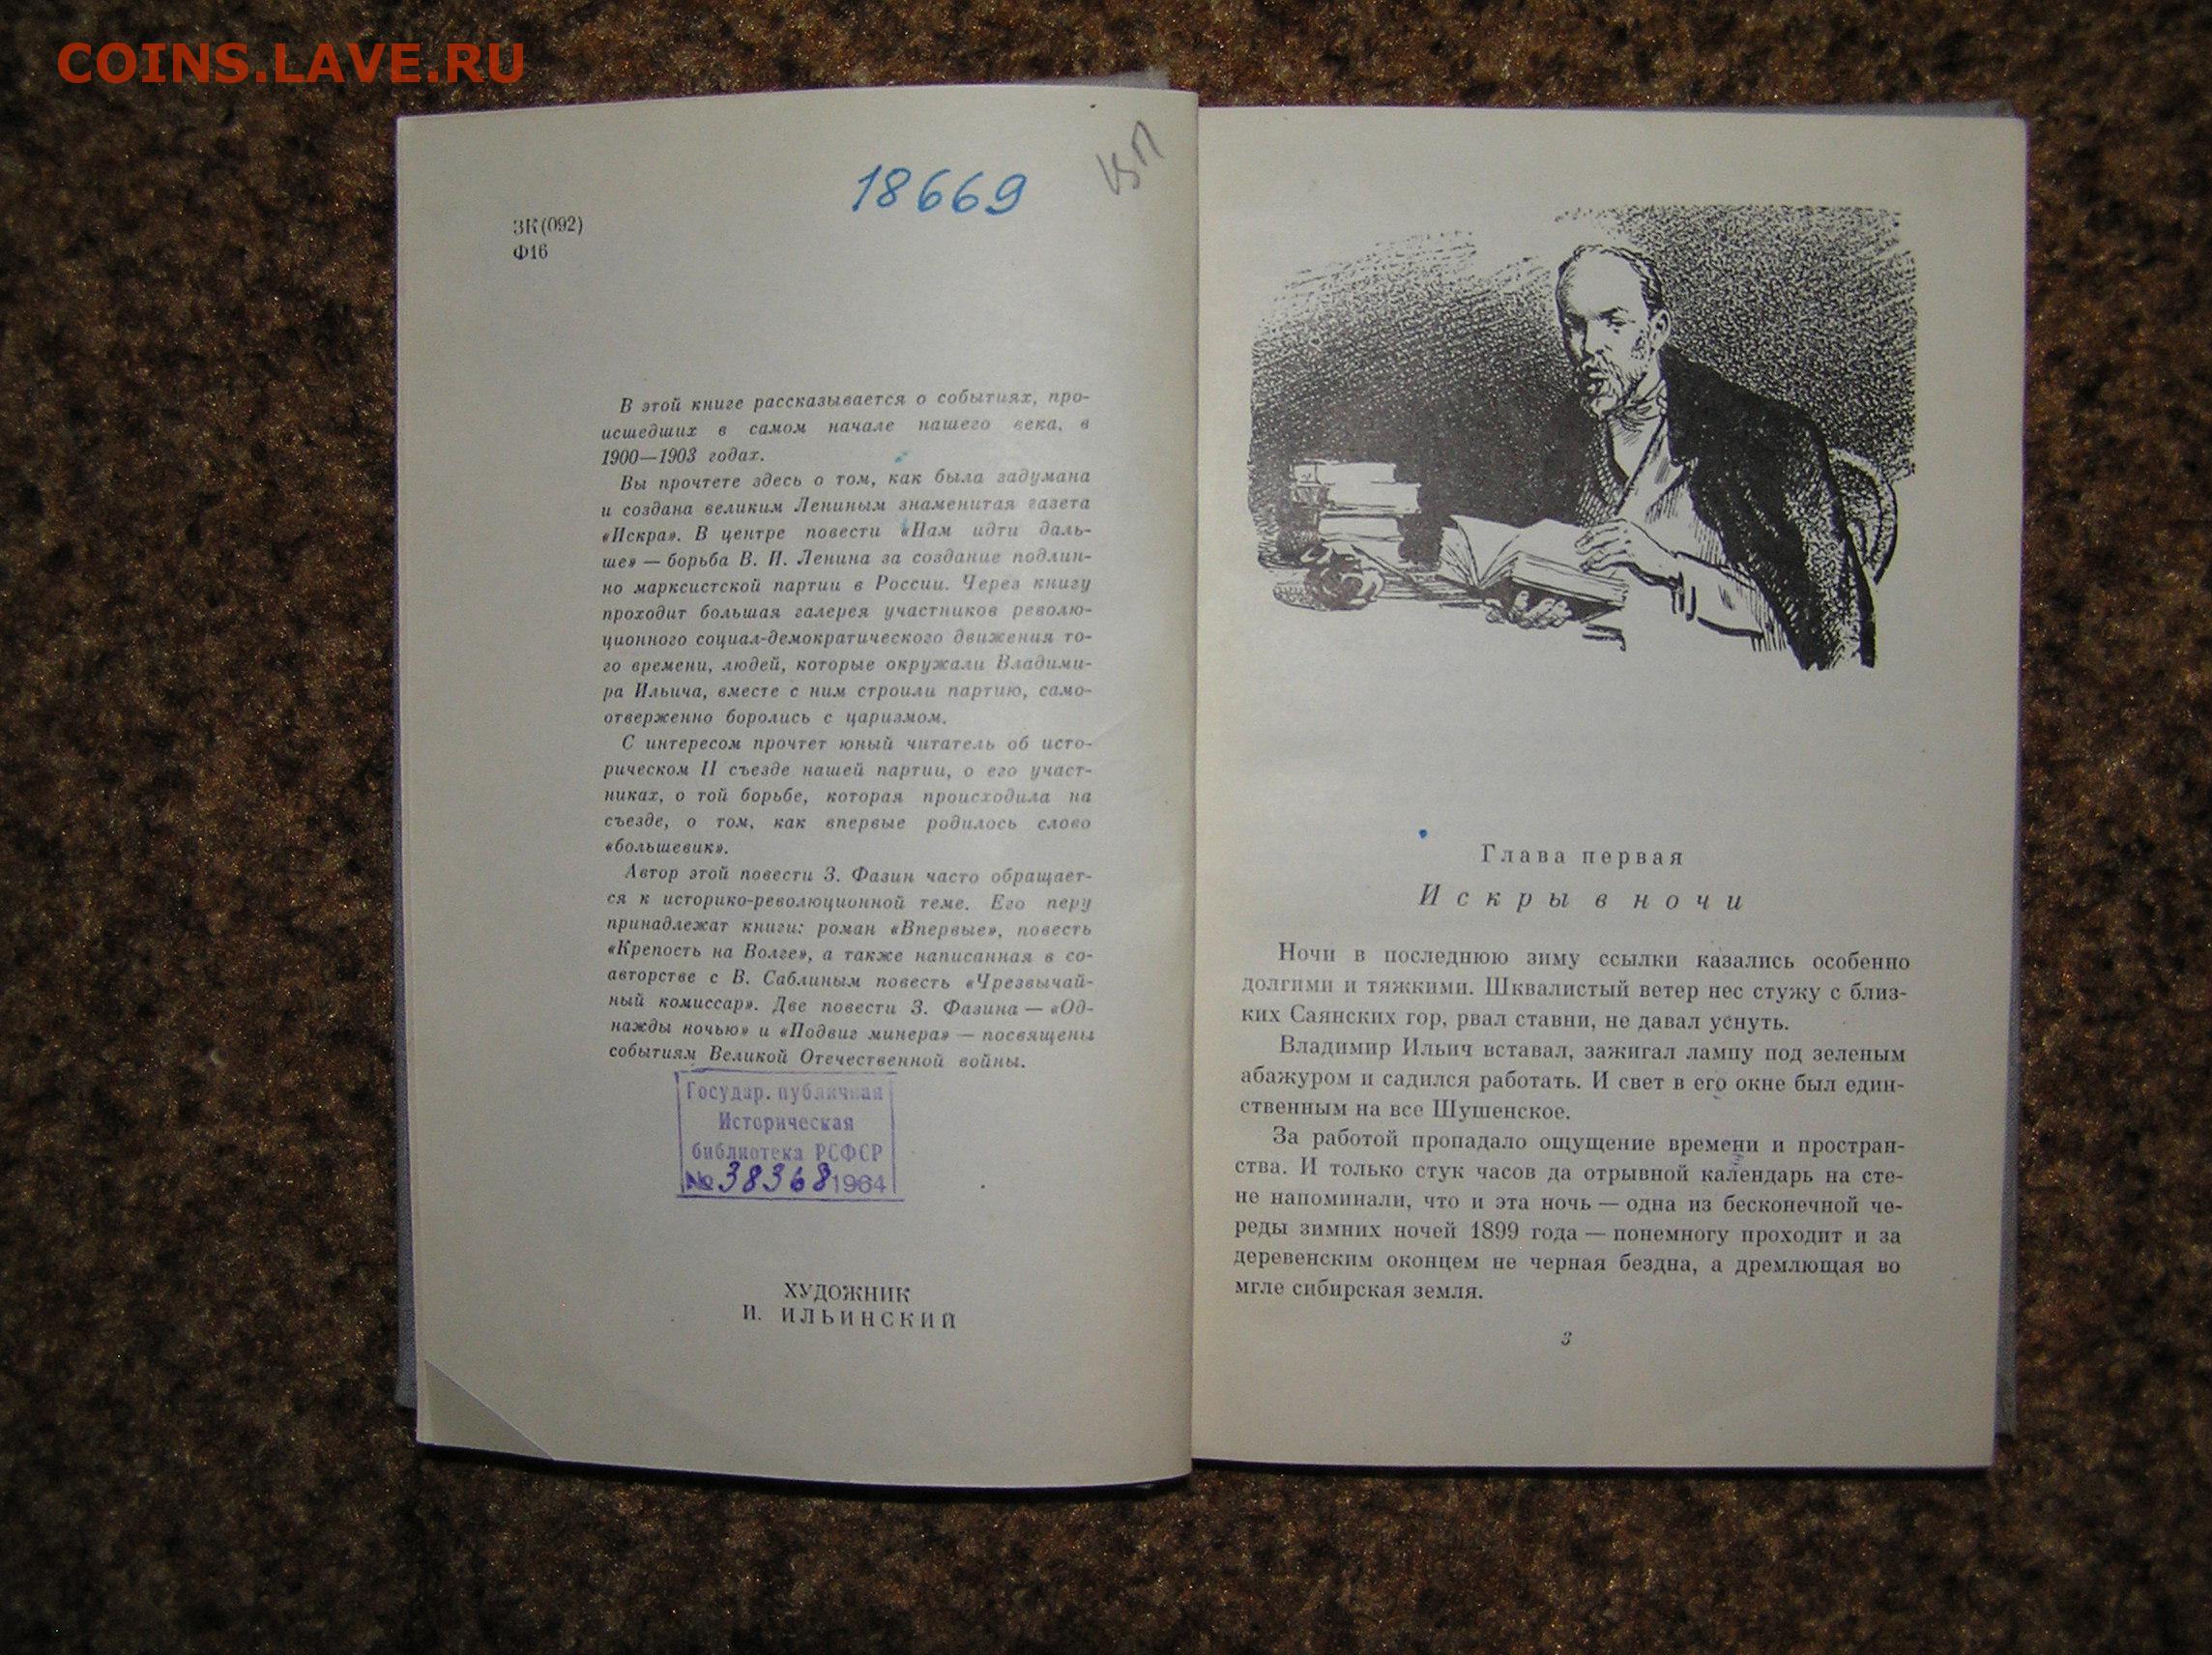 COINS.LAVE.RU
18669
ЗК(092)
Ф16
В этой книге рассказывается о событиях, про-
исшедших в самом начале нашего века, в
1900—1903 годах.
Вы прочтете здесь о том, как была задумана
и создана великим Лениным знаменитая газета
«Искра». В центре повести «Нам идти даль-
ше» — борьба В. И. Ленина за создание подлин-
но марксистской партии в России. Через книгу
проходит большая галерея участников револю-
ционного социал-демократического движения то-
го времени, людей, которые окружали Владими-
ра Ильича, вместе с ним строили партию, само-
отверженно боролись с царизмом.
С интересом прочтет юный читатель об исто-
рическом II съезде нашей партии, о его участ-
никах, о той борьбе, которая происходила на
съезде, о том, как впервые родилось слово
«большевик».
Автор этой повести З. Фазин часто обращает-
ся к историко-революционной теме. Его перу
принадлежат книги: роман «Впервые», повесть
«Крепость на Волге», а также написанная в со-
авторстве с В. Саблиным повесть «Чрезвычай-
ный комиссар». Две повести З. Фазина — «Од-
нажды ночью» и «Подвиг минера» — посвящены
событиям Великой Отечественной войны.
Государ. публичная
Историческая
библиотека РСФСР
№ 38368 1964
ХУДОЖНИК
И. ИЛЬИНСКИЙ
Глава первая
Искры в ночи
Ночи в последнюю зиму ссылки казались особенно
долгими и тяжкими. Шквалистый ветер нес стужу с близ-
ких Саянских гор, рвал ставни, не давал уснуть.
Владимир Ильич вставал, зажигал лампу под зеленым
абажуром и садился работать. И свет в его окне был един-
ственным на все Шушенское.
За работой пропадало ощущение времени и простран-
ства. И только стук часов да отрывной календарь на сте-
не напоминали, что и эта ночь — одна из бесконечной че-
реды зимних ночей 1899 года — понемногу проходит и за
деревенским оконцем не черная бездна, а дремлющая во
мгле сибирская земля.
3